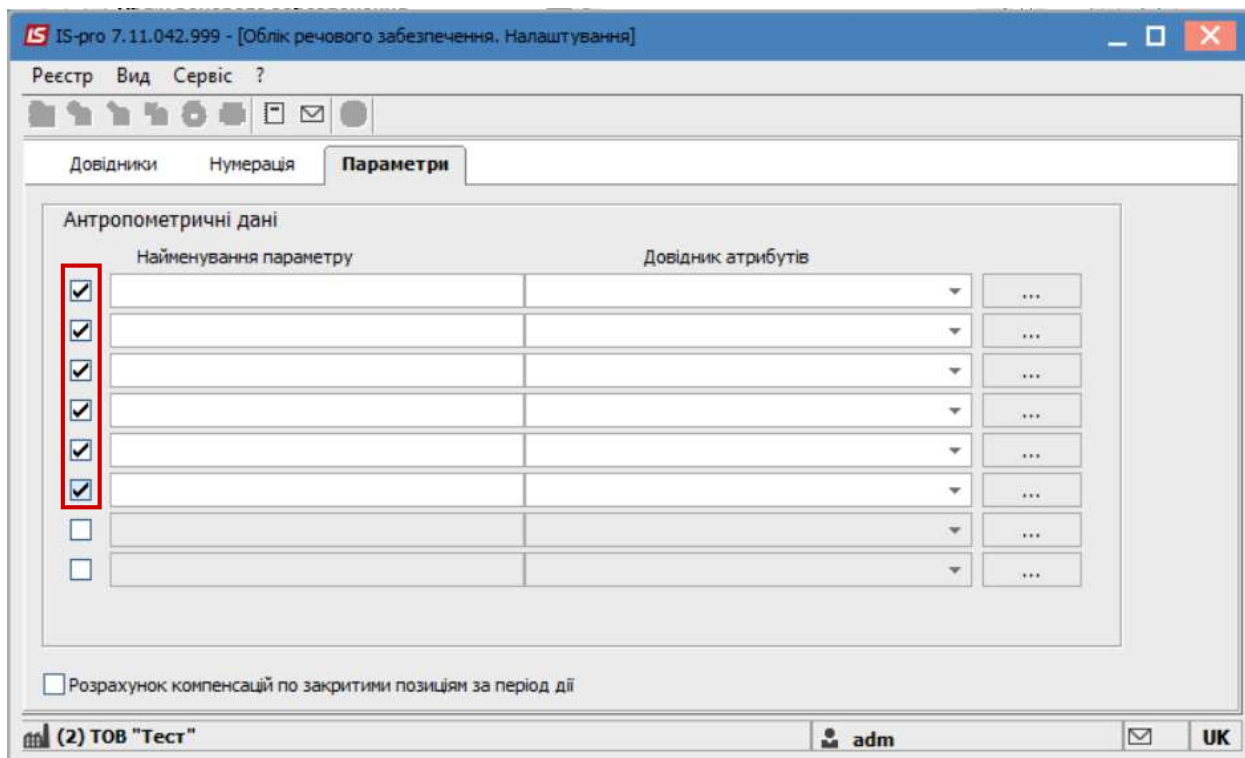 IS IS-pro 7.11.042.999 - [Облік речового забезпечення. Налаштування]
Реєстр Вид Сервіс ?
Довідники Нумерація Параметри
Антропометричні дані
Найменування параметру Довідник атрибутів
...
...
...
...
...
...
...
...
Розрахунок компенсацій по закритими позиціям за період дії
(2) ТОВ "Тест" adm UK